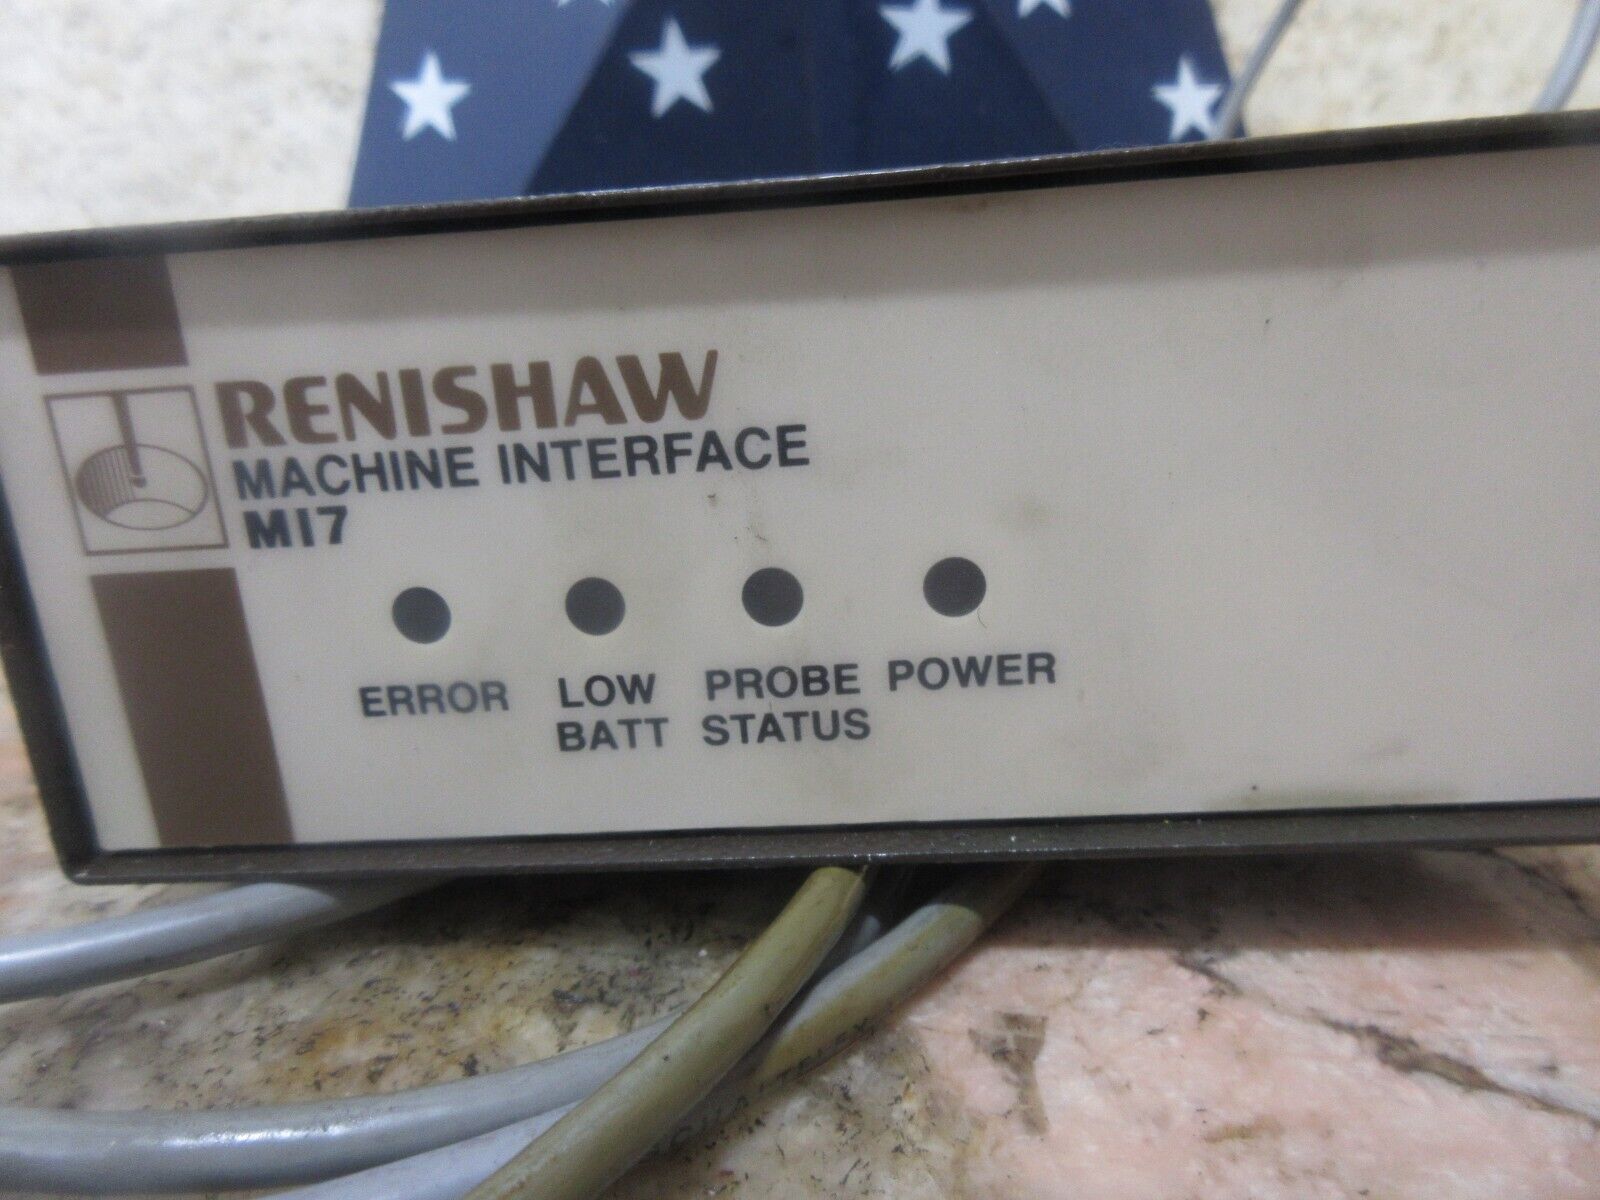 RENISHAW
MACHINE INTERFACE
MI7
ERROR LOW BATT PROBE STATUS POWER